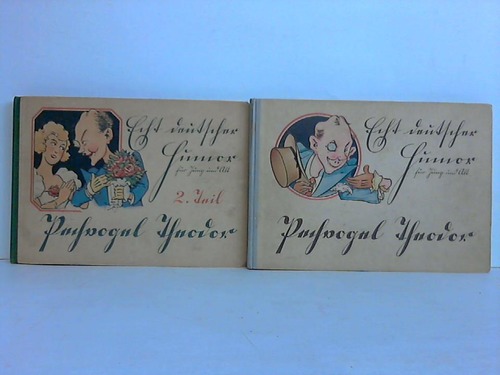 Echt deutscher
Humor
für Jung und Alt
2. Teil
Pechvogel Theodor
Echt deutscher
Humor
für Jung und Alt
Pechvogel Theodor